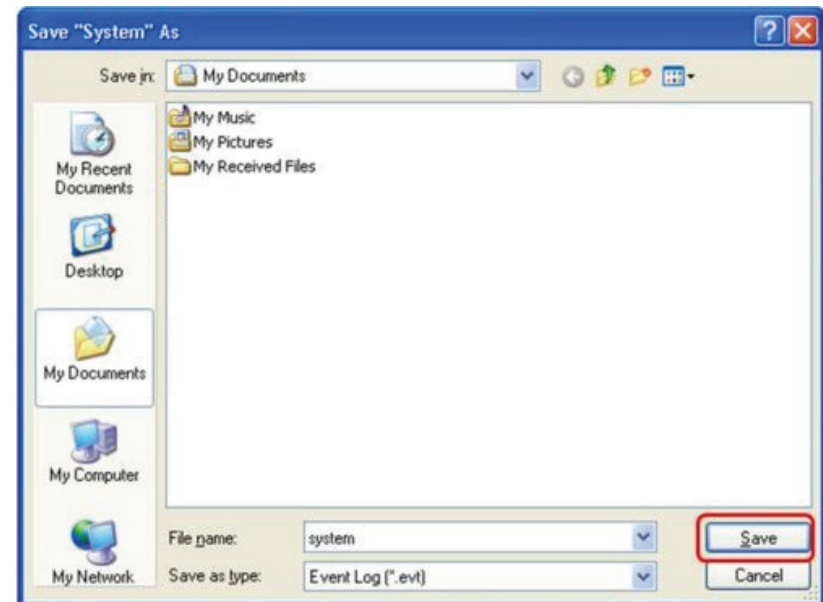 Save "System" As
Save in: My Documents
My Recent
Documents
Desktop
My Documents
My Computer
My Network
My Music
My Pictures
My Received Files
File name: system
Save
Save as type: Event Log (*.evt)
Cancel